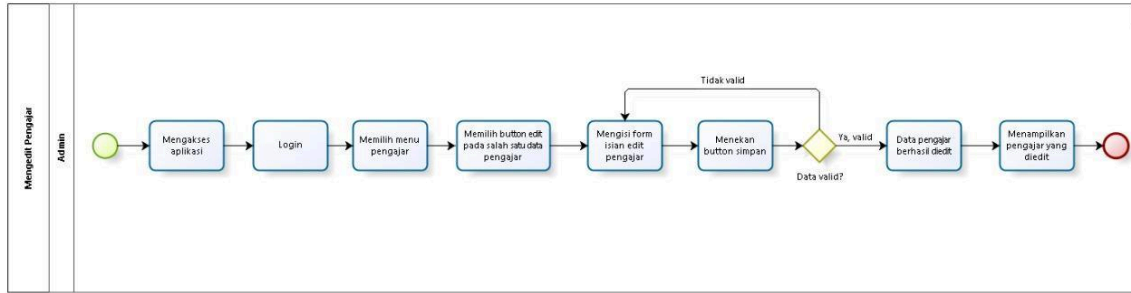 Mengedit Pengajar
Admin
Mengakses
aplikasi
Login
Memilih menu
pengajar
Memilih button edit
pada salah satu data
pengajar
Mengisi form
isian edit
pengajar
Menekan
button simpan
Tidak valid
Data valid?
Ya, valid
Data pengajar
berhasil diedit
Menampilkan
pengajar yang
diedit